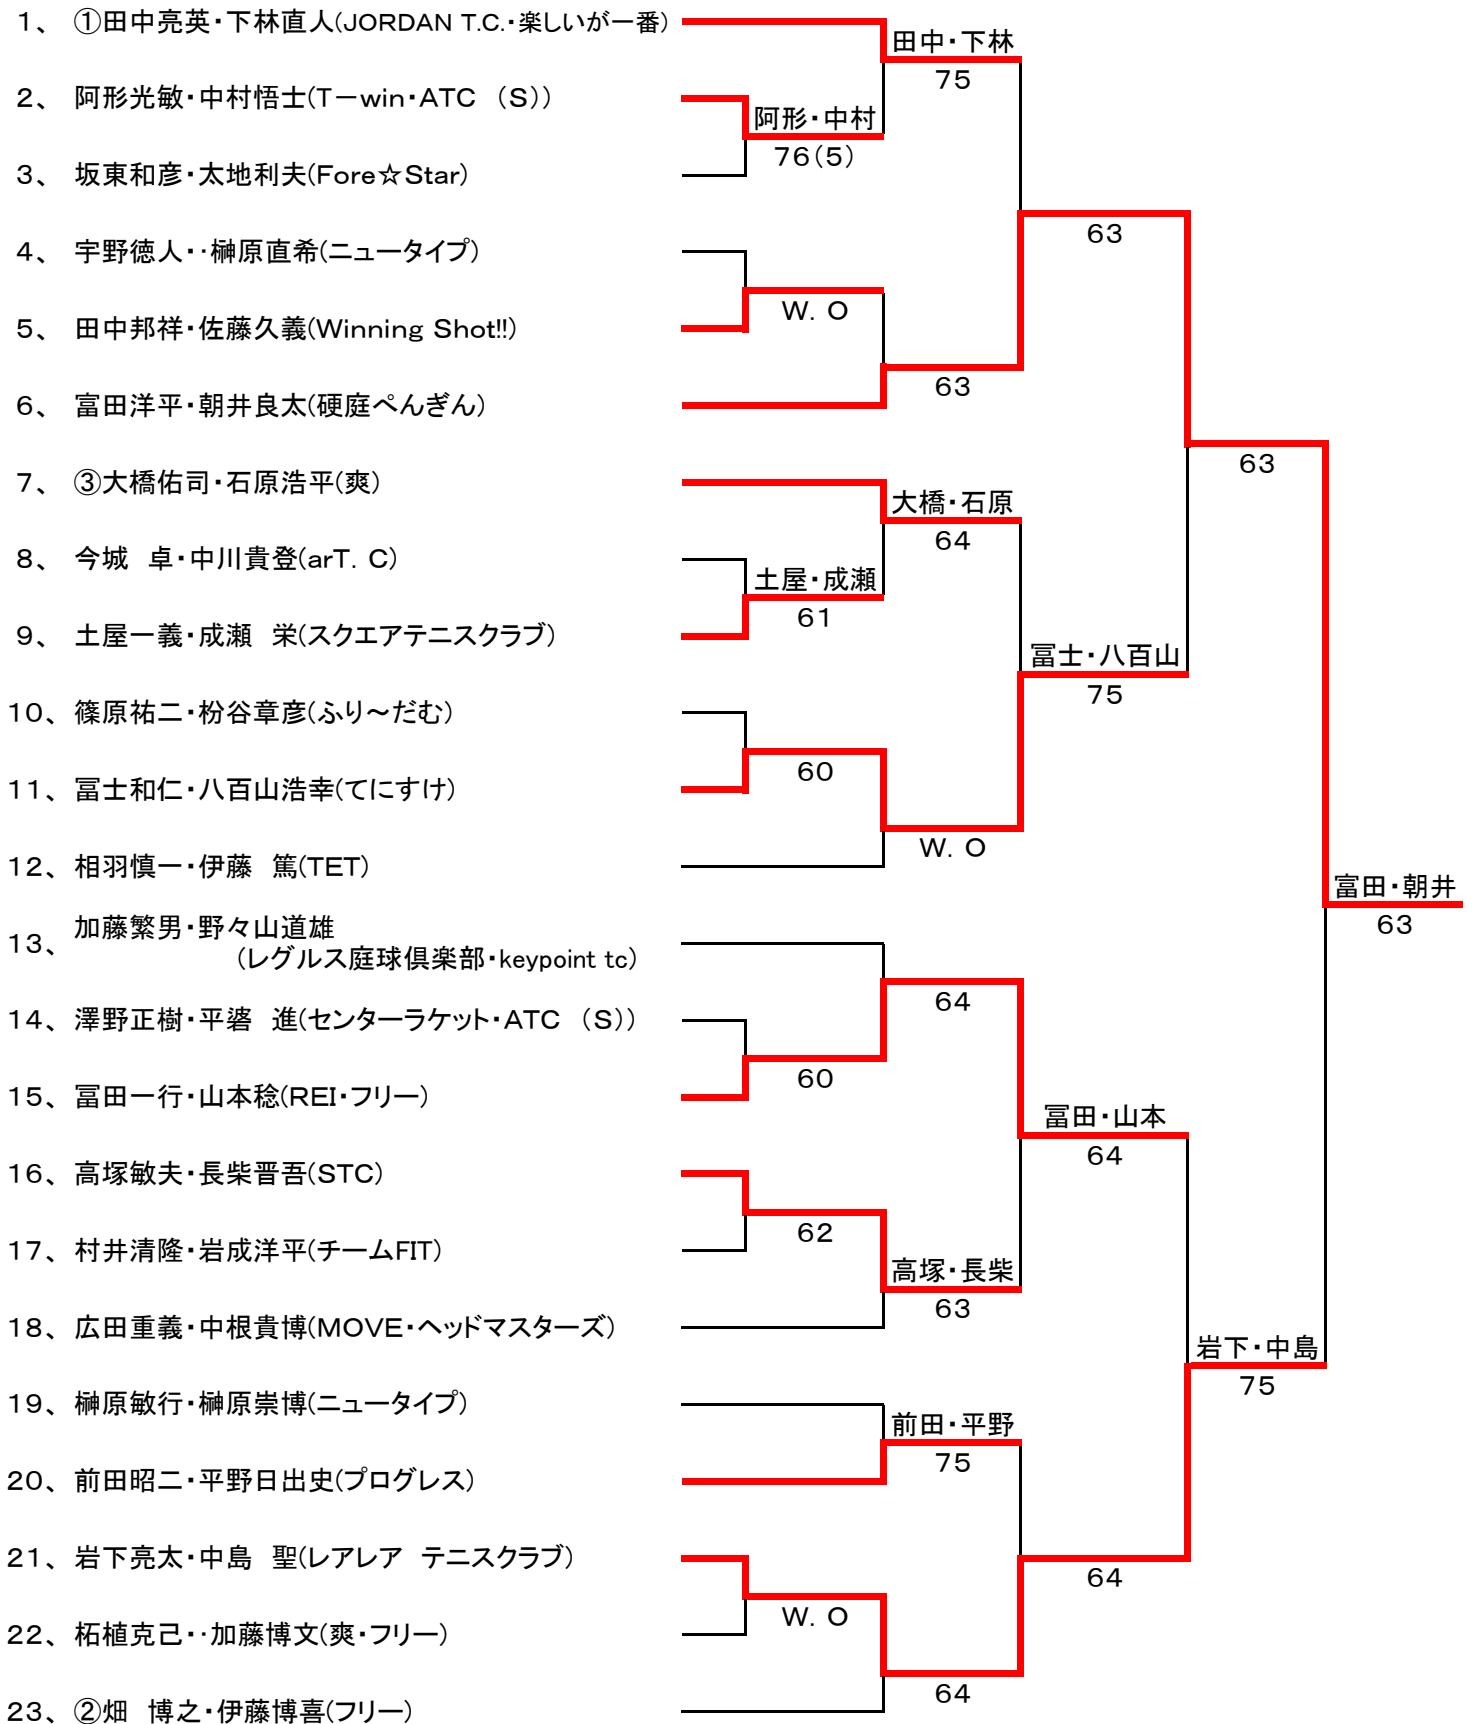 1、 ①田中亮英・下林直人(JORDAN T.C.・楽しいが一番)
田中・下林
75
2、 阿形光敏・中村悟士(T－win・ATC （S））
阿形・中村
76(5)
3、 坂東和彦・太地利夫(Fore☆Star)
4、 宇野徳人・・榊原直希(ニュータイプ)
63
W．O
5、 田中邦祥・佐藤久義(Winning Shot!!)
63
6、 富田洋平・朝井良太(硬庭ぺんぎん)
63
7、 ③大橋佑司・石原浩平(爽)
大橋・石原
64
8、 今城　卓・中川貴登(arT．C)
土屋・成瀬
61
9、 土屋一義・成瀬　栄(スクエアテニスクラブ)
冨士・八百山
75
10、 篠原祐二・枌谷章彦(ふり～だむ)
60
11、 冨士和仁・八百山浩幸(てにすけ)
W．O
12、 相羽慎一・伊藤　篤(TET)
富田・朝井
63
13、 加藤繁男・野々山道雄
(レグルス庭球倶楽部・keypoint tc)
64
14、 澤野正樹・平碆　進(センターラケット・ATC （S））
60
15、 冨田一行・山本稔(REI・フリー)
冨田・山本
64
16、 高塚敏夫・長柴晋吾(STC)
62
17、 村井清隆・岩成洋平(チームFIT)
高塚・長柴
63
18、 広田重義・中根貴博(MOVE・ヘッドマスターズ)
岩下・中島
75
19、 榊原敏行・榊原崇博(ニュータイプ)
前田・平野
75
20、 前田昭二・平野日出史(プログレス)
21、 岩下亮太・中島　聖(レアレア　テニスクラブ)
64
W．O
22、 柘植克己・・加藤博文(爽・フリー)
64
23、 ②畑　博之・伊藤博喜(フリー)